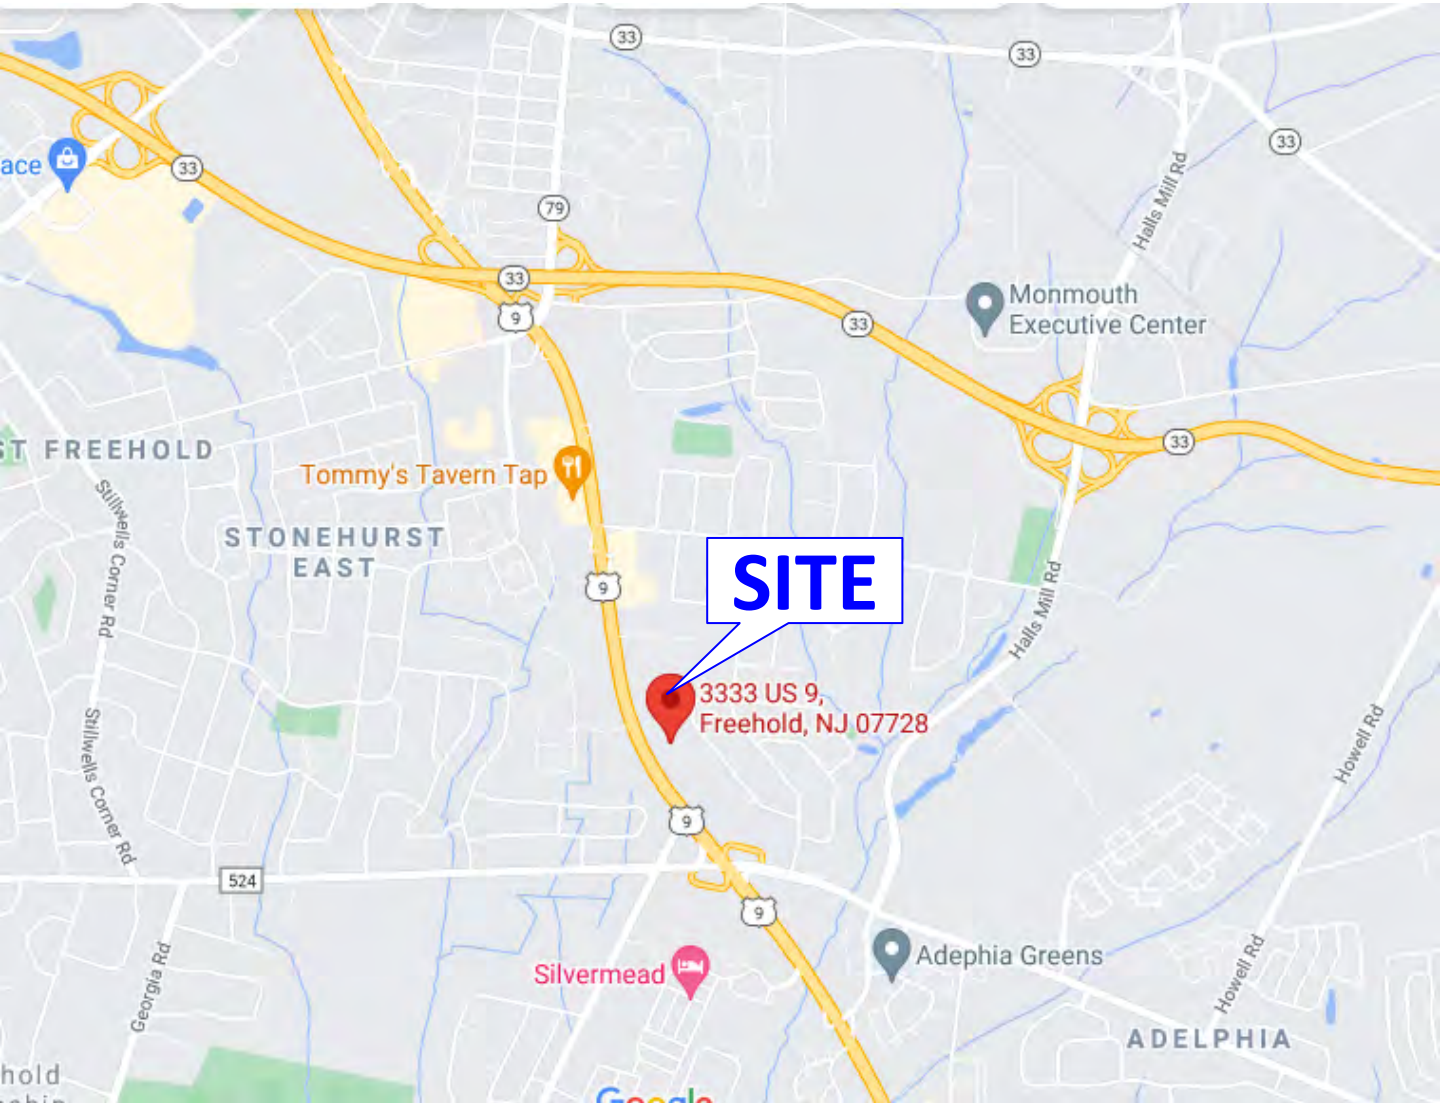 33
33
33
33
ace
79
Halls Mill Rd
33
9
Monmouth
Executive Center
33
33
ST FREEHOLD
Tommy's Tavern Tap
Stillwells Corner Rd
STONEHURST
EAST
SITE
9
Halls Mill Rd
3333 US 9,
Freehold, NJ 07728
Stillwells Corner Rd
Howell Rd
9
524
9
Adephia Greens
Silvermead
Georgia Rd
Howell Rd
ADELPHIA
hold
Google